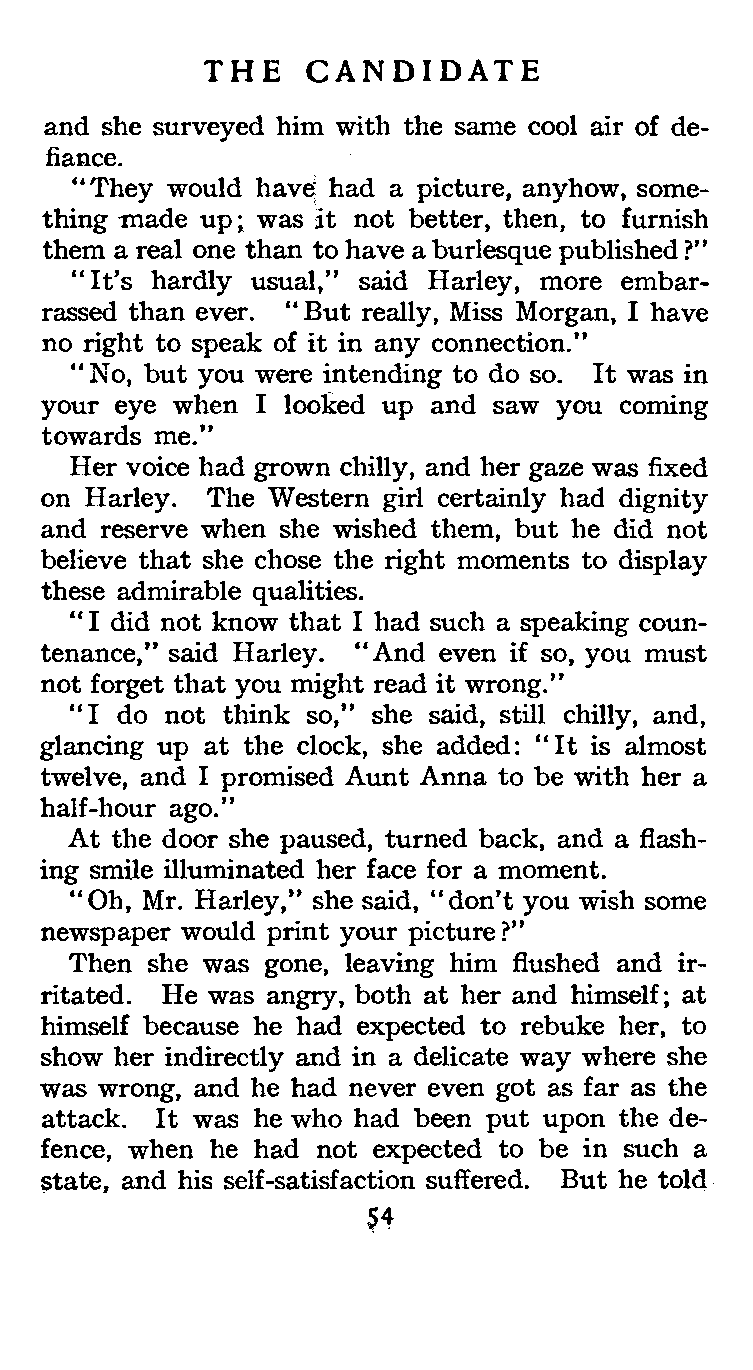 THE CANDIDATE
and she surveyed him with the same cool air of de-
fiance.
"They would have had a picture, anyhow, some-
thing made up; was it not better, then, to furnish
them a real one than to have a burlesque published?"
"It's hardly usual," said Harley, more embar-
rassed than ever. "But really, Miss Morgan, I have
no right to speak of it in any connection."
"No, but you were intending to do so. It was in
your eye when I looked up and saw you coming
towards me."
Her voice had grown chilly, and her gaze was fixed
on Harley. The Western girl certainly had dignity
and reserve when she wished them, but he did not
believe that she chose the right moments to display
these admirable qualities.
"I did not know that I had such a speaking coun-
tenance," said Harley. "And even if so, you must
not forget that you might read it wrong."
"I do not think so," she said, still chilly, and,
glancing up at the clock, she added: "It is almost
twelve, and I promised Aunt Anna to be with her a
half-hour ago."
At the door she paused, turned back, and a flash-
ing smile illuminated her face for a moment.
"Oh, Mr. Harley," she said, "don't you wish some
newspaper would print your picture?"
Then she was gone, leaving him flushed and ir-
ritated. He was angry, both at her and himself; at
himself because he had expected to rebuke her, to
show her indirectly and in a delicate way where she
was wrong, and he had never even got as far as the
attack. It was he who had been put upon the de-
fence, when he had not expected to be in such a
state, and his self-satisfaction suffered. But he told
54